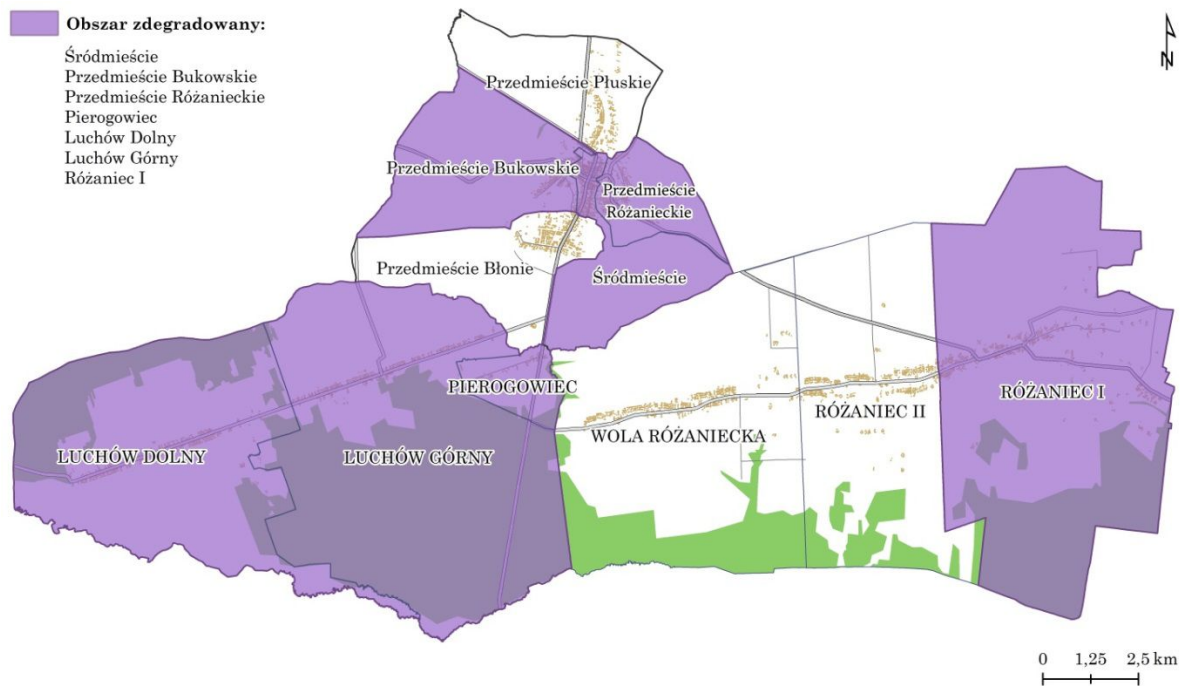 Obszar zdegradowany:
Śródmieście
Przedmieście Bukowskie
Przedmieście Różanieckie
Pierogowiec
Luchów Dolny
Luchów Górny
Różaniec I
N
Przedmieście Płuskie
Przedmieście Bukowskie
Przedmieście
Różanieckie
Przedmieście Błonie
Śródmieście
PIEROGOWIEC
RÓŻANIEC I
RÓŻANIEC II
WOLA RÓŻANIECKA
LUCHÓW DOLNY
LUCHÓW GÓRNY
0 1,25 2,5 km